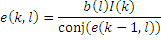 e(k,l) = b(l)I(k) / conj(e(k − 1,l))